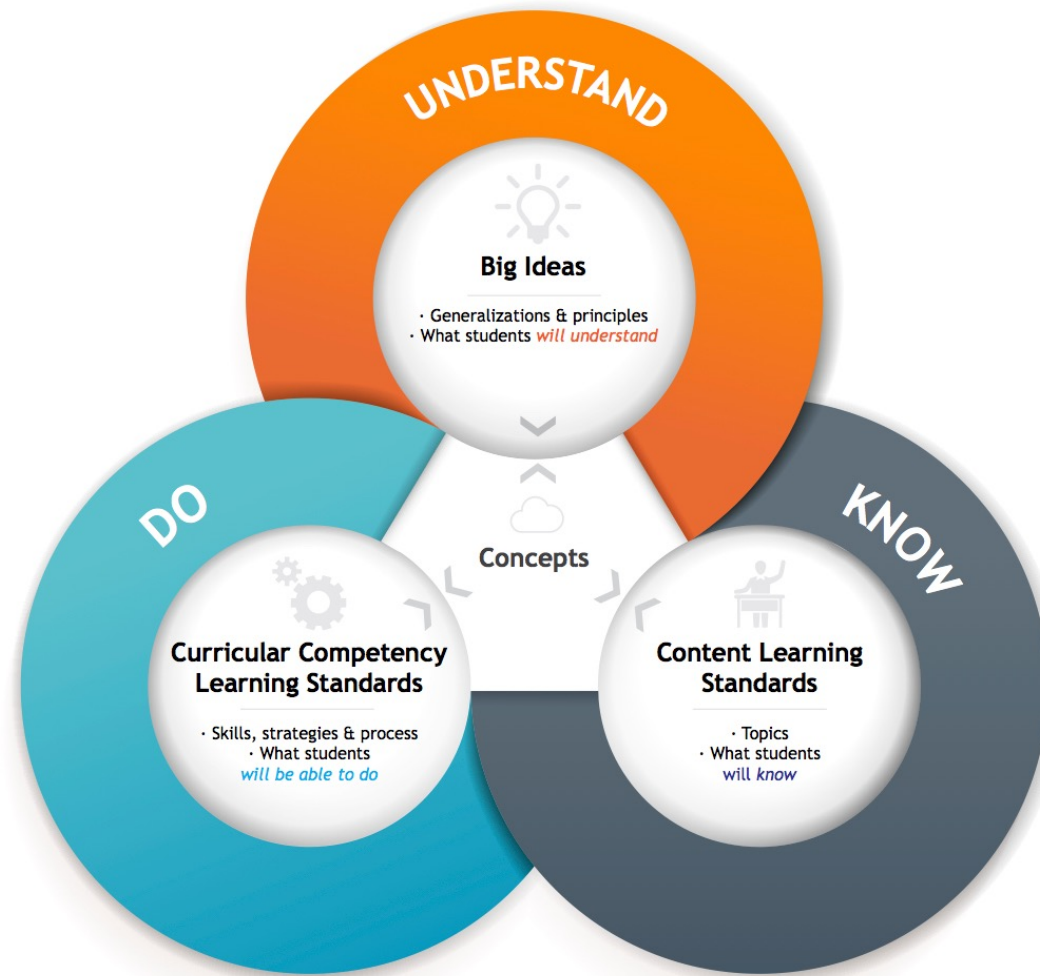 UNDERSTAND
Big Ideas
· Generalizations & principles
· What students will understand
DO
KNOW
Concepts
Curricular Competency
Learning Standards
· Skills, strategies & process
· What students
will be able to do
Content Learning
Standards
· Topics
· What students
will know